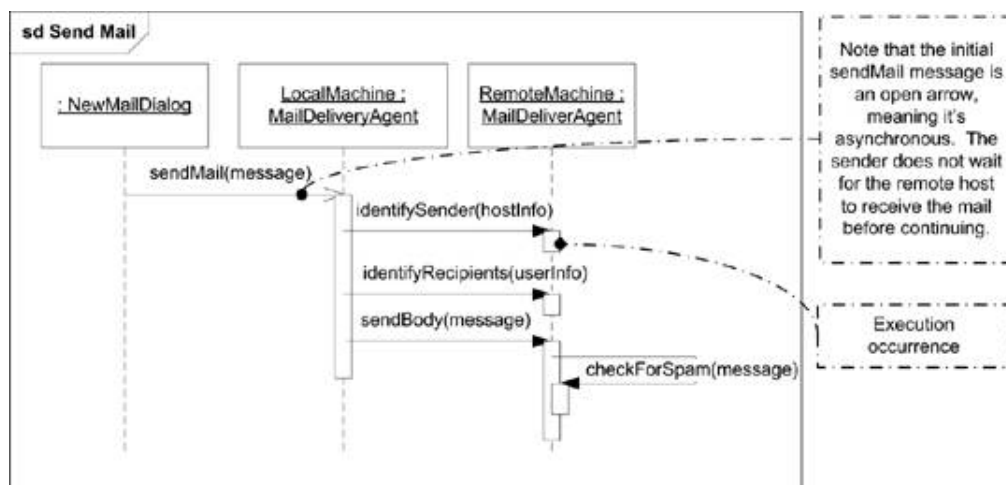 sd Send Mail
: NewMailDialog
LocalMachine :
MailDeliveryAgent
RemoteMachine :
MailDeliverAgent
sendMail(message)
identifySender(hostInfo)
identifyRecipients(userInfo)
sendBody(message)
checkForSpam(message)
Note that the initial
sendMail message is
an open arrow,
meaning it's
asynchronous. The
sender does not wait
for the remote host
to receive the mail
before continuing.
Execution
occurrence